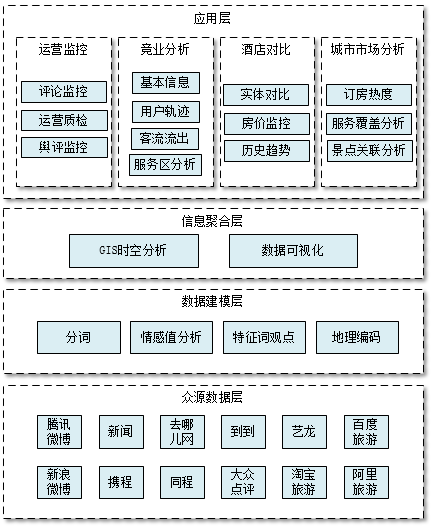 应用层
运营监控
评论监控
运营质检
舆评监控
竞业分析
基本信息
用户轨迹
客流流出
服务区分析
酒店对比
实体对比
房价监控
历史趋势
城市市场分析
订房热度
服务覆盖分析
景点关联分析
信息聚合层
GIS时空分析
数据可视化
数据建模层
分词
情感值分析
特征词观点
地理编码
众源数据层
腾讯
微博
新闻
去哪
儿网
到到
艺龙
百度
旅游
新浪
微博
携程
同程
大众
点评
淘宝
旅游
阿里
旅游